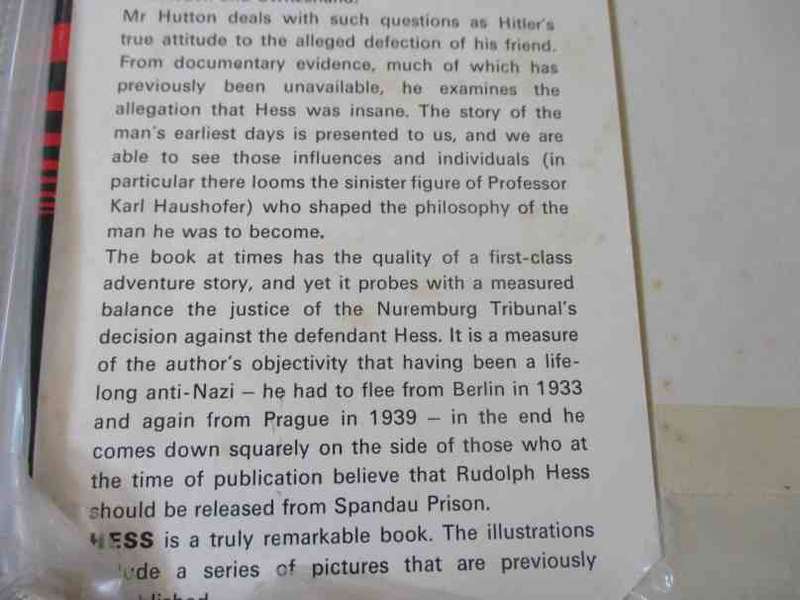 Mr Hutton deals with such questions as Hitler's
true attitude to the alleged defection of his friend.
From documentary evidence, much of which has
previously been unavailable, he examines the
allegation that Hess was insane. The story of the
man's earliest days is presented to us, and we are
able to see those influences and individuals (in
particular there looms the sinister figure of Professor
Karl Haushofer) who shaped the philosophy of the
man he was to become.
The book at times has the quality of a first-class
adventure story, and yet it probes with a measured
balance the justice of the Nuremburg Tribunal's
decision against the defendant Hess. It is a measure
of the author's objectivity that having been a life-
long anti-Nazi – he had to flee from Berlin in 1933
and again from Prague in 1939 – in the end he
comes down squarely on the side of those who at
the time of publication believe that Rudolph Hess
should be released from Spandau Prison.
HESS is a truly remarkable book. The illustrations
a series of pictures that are previously